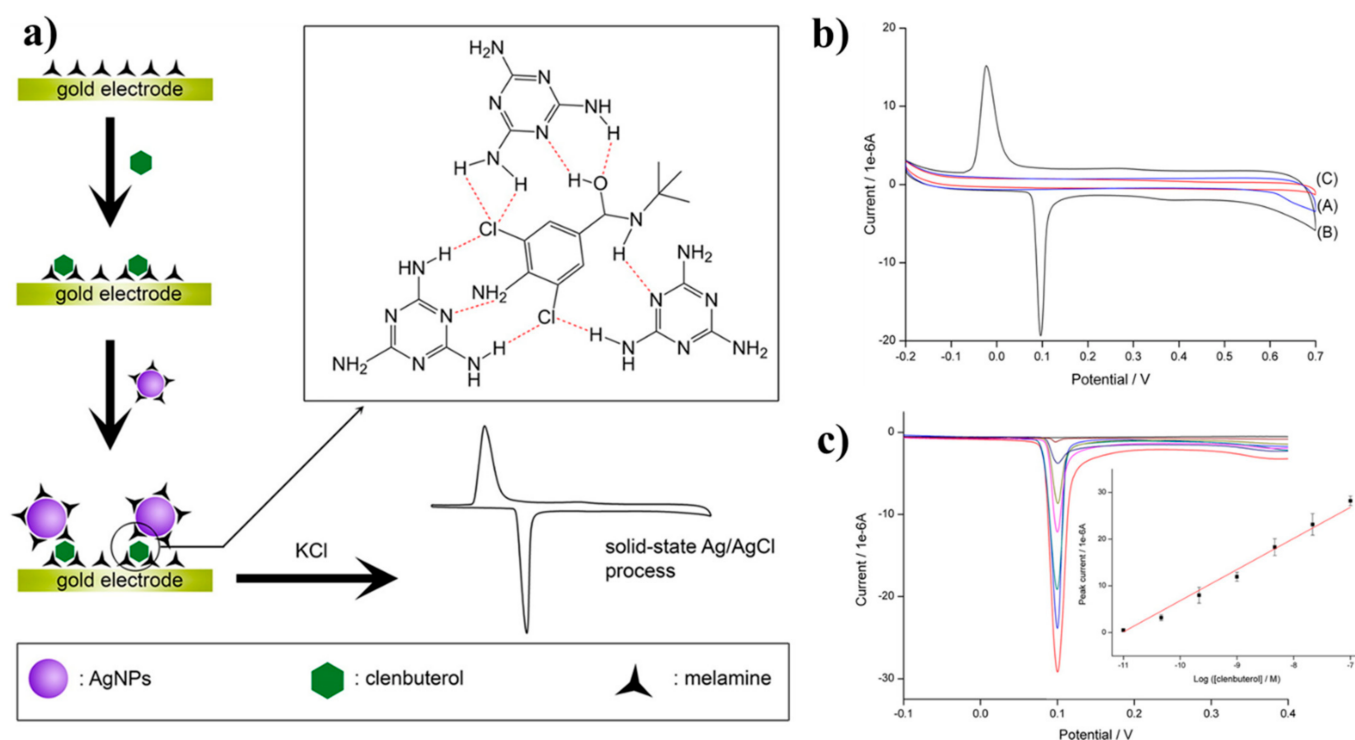 a)
gold electrode
gold electrode
gold electrode
KCl
solid-state Ag/AgCl
process
H₂N
N
N
N
NH
H
N
H
H
H
O
Cl
N
H
H
HN
NH2
N
N
N
NH2
N
H
H
Cl
NH2
N
N
N
H
HN
NH2
: AgNPs
: clenbuterol
: melamine
b)
Current / 1e-6A
20
10
0
-10
-20
(C)
(A)
(B)
-0.2 -0.1 0.0 0.1 0.2 0.3 0.4 0.5 0.6 0.7
Potential / V
c)
Current / 1e-6A
0
-10
-20
-30
-0.1 0.0 0.1 0.2 0.3 0.4
Potential / V
Peak current / 1e-6A
30
20
10
0
-11 -10 -9 -8 -7
Log ([clenbuterol] / M)